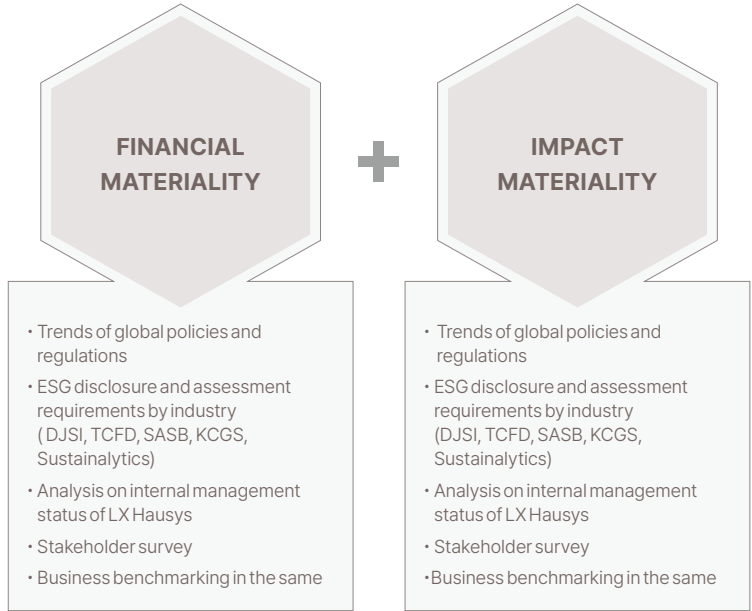 FINANCIAL
MATERIALITY
+
IMPACT
MATERIALITY
• Trends of global policies and
regulations
• ESG disclosure and assessment
requirements by industry
( DJSI, TCFD, SASB, KCGS,
Sustainalytics)
• Analysis on internal management
status of LX Hausys
• Stakeholder survey
• Business benchmarking in the same
• Trends of global policies and
regulations
• ESG disclosure and assessment
requirements by industry
(DJSI, TCFD, SASB, KCGS,
Sustainalytics)
• Analysis on internal management
status of LX Hausys
• Stakeholder survey
•Business benchmarking in the same